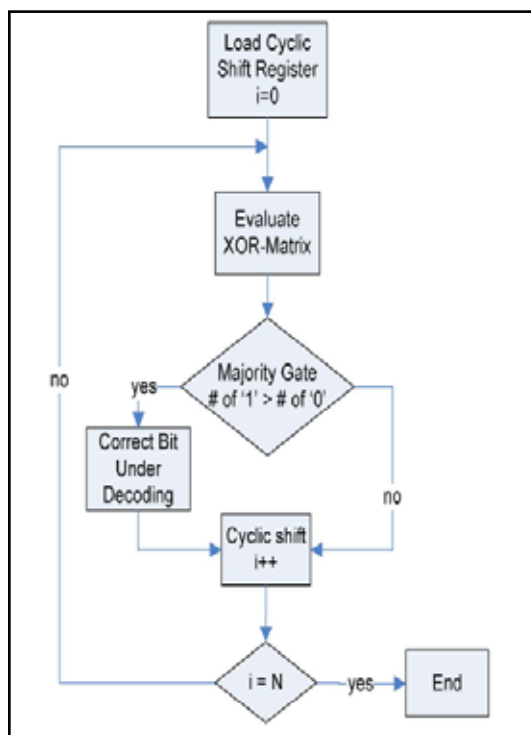 Load Cyclic
Shift Register
i=0
Evaluate
XOR-Matrix
Majority Gate
# of '1' > # of '0'
yes
no
Correct Bit
Under
Decoding
no
Cyclic shift
i++
i = N
yes
End